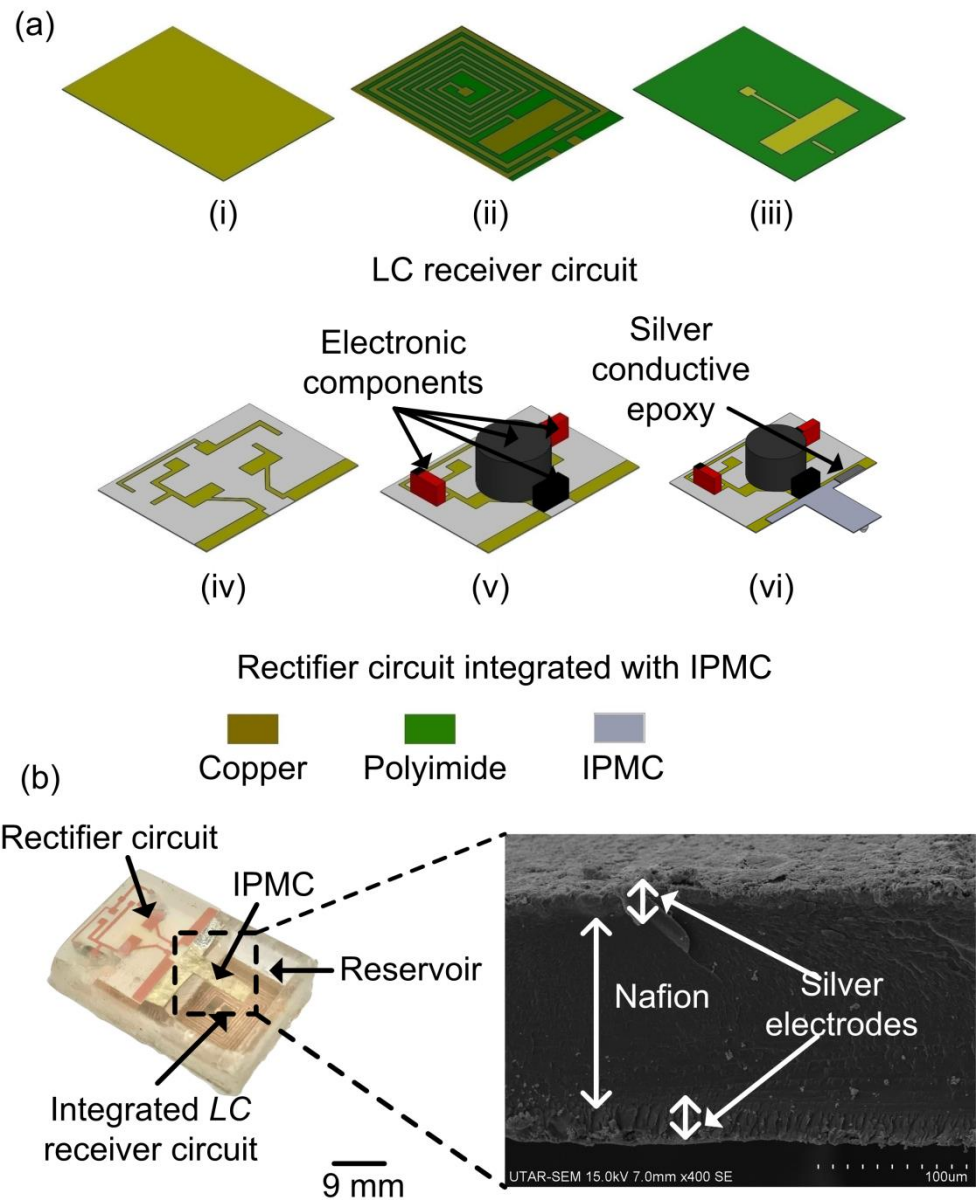 (a)
(i)
(ii)
(iii)
LC receiver circuit
Electronic
components
Silver
conductive
epoxy
(iv)
(v)
(vi)
Rectifier circuit integrated with IPMC
Copper
Polyimide
IPMC
(b)
Rectifier circuit
IPMC
Reservoir
Integrated LC
receiver circuit
9 mm
Nafion
Silver
electrodes
UTAR-SEM 15.0kV 7.0mm x400 SE
100um